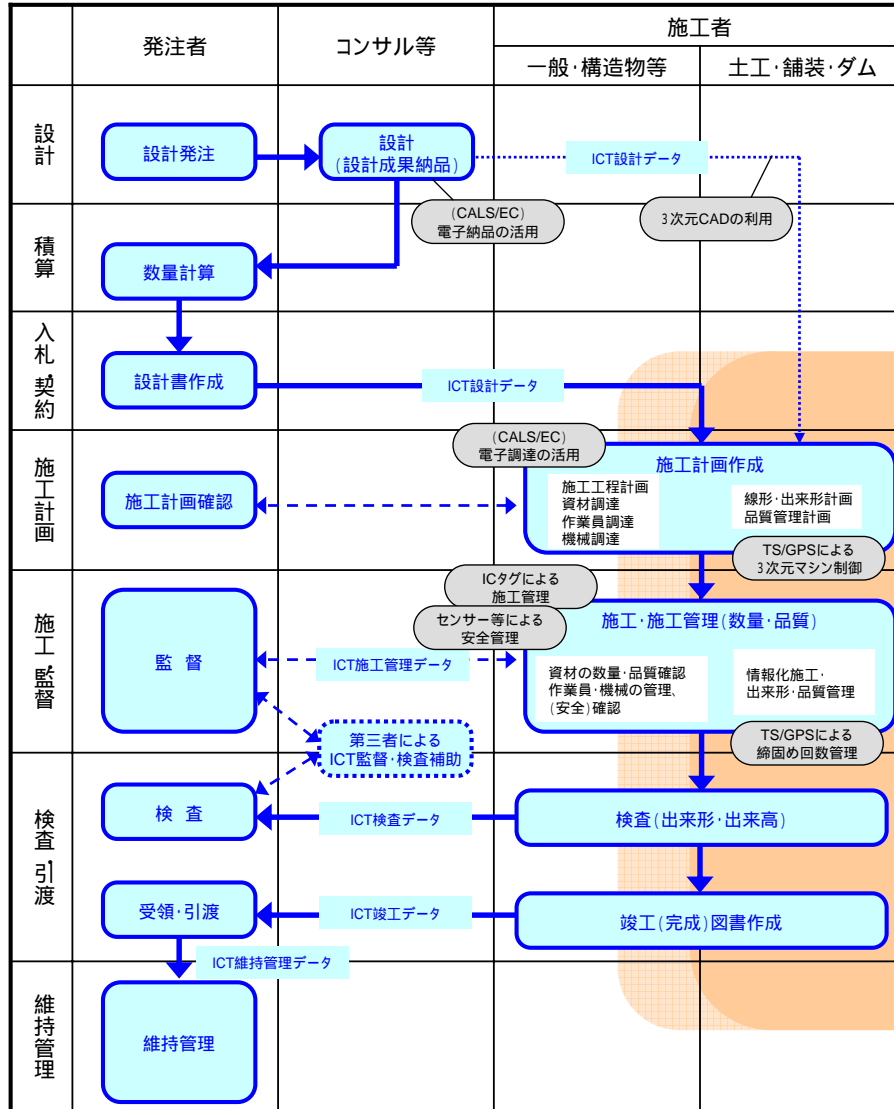 発注者
コンサル等
施工者
一般･構造物等
土工･舗装･ダム
設計
設計発注
設計
(設計成果納品)
ICT設計データ
(CALS/EC)
電子納品の活用
3次元CADの利用
積算
数量計算
入札･契約
設計書作成
ICT設計データ
施工計画
施工計画確認
(CALS/EC)
電子調達の活用
施工計画作成
施工工程計画
資材調達
作業員調達
機械調達
線形･出来形計画
品質管理計画
TS/GPSによる
3次元マシン制御
施工･監督
監 督
ICT施工管理データ
ICタグによる
施工管理
センサー等による
安全管理
施工･施工管理(数量･品質)
資材の数量･品質確認
作業員･機械の管理、
(安全)確認
情報化施工･
出来形･品質管理
TS/GPSによる
締固め回数管理
第三者による
ICT監督･検査補助
検査･引渡
検 査
ICT検査データ
検査(出来形･出来高)
受領･引渡
ICT竣工データ
竣工(完成)図書作成
ICT維持管理データ
維持管理
維持管理